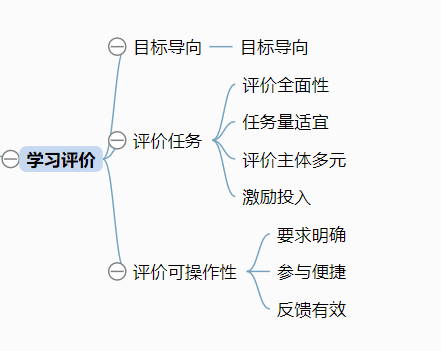 目标导向
目标导向
评价全面性
任务量适宜
评价任务
评价主体多元
学习评价
激励投入
要求明确
评价可操作性
参与便捷
反馈有效